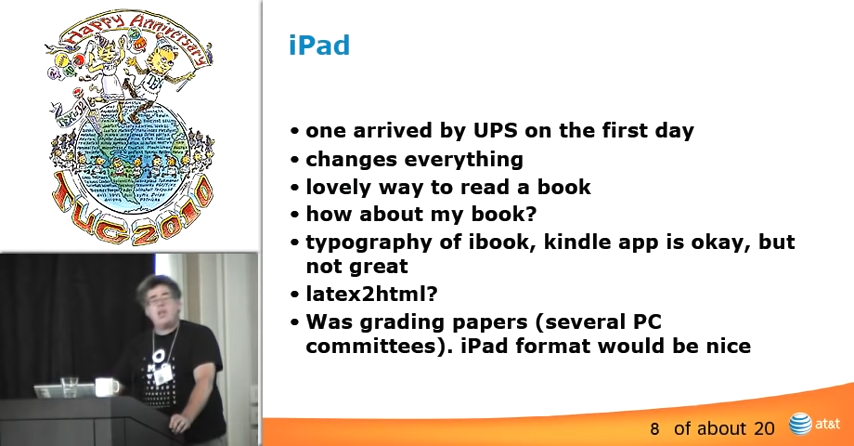 Happy Anniversary
TUG 2010
iPad
• one arrived by UPS on the first day
• changes everything
• lovely way to read a book
• how about my book?
• typography of ibook, kindle app is okay, but
not great
• latex2html?
• Was grading papers (several PC
committees). iPad format would be nice
8 of about 20
at&t